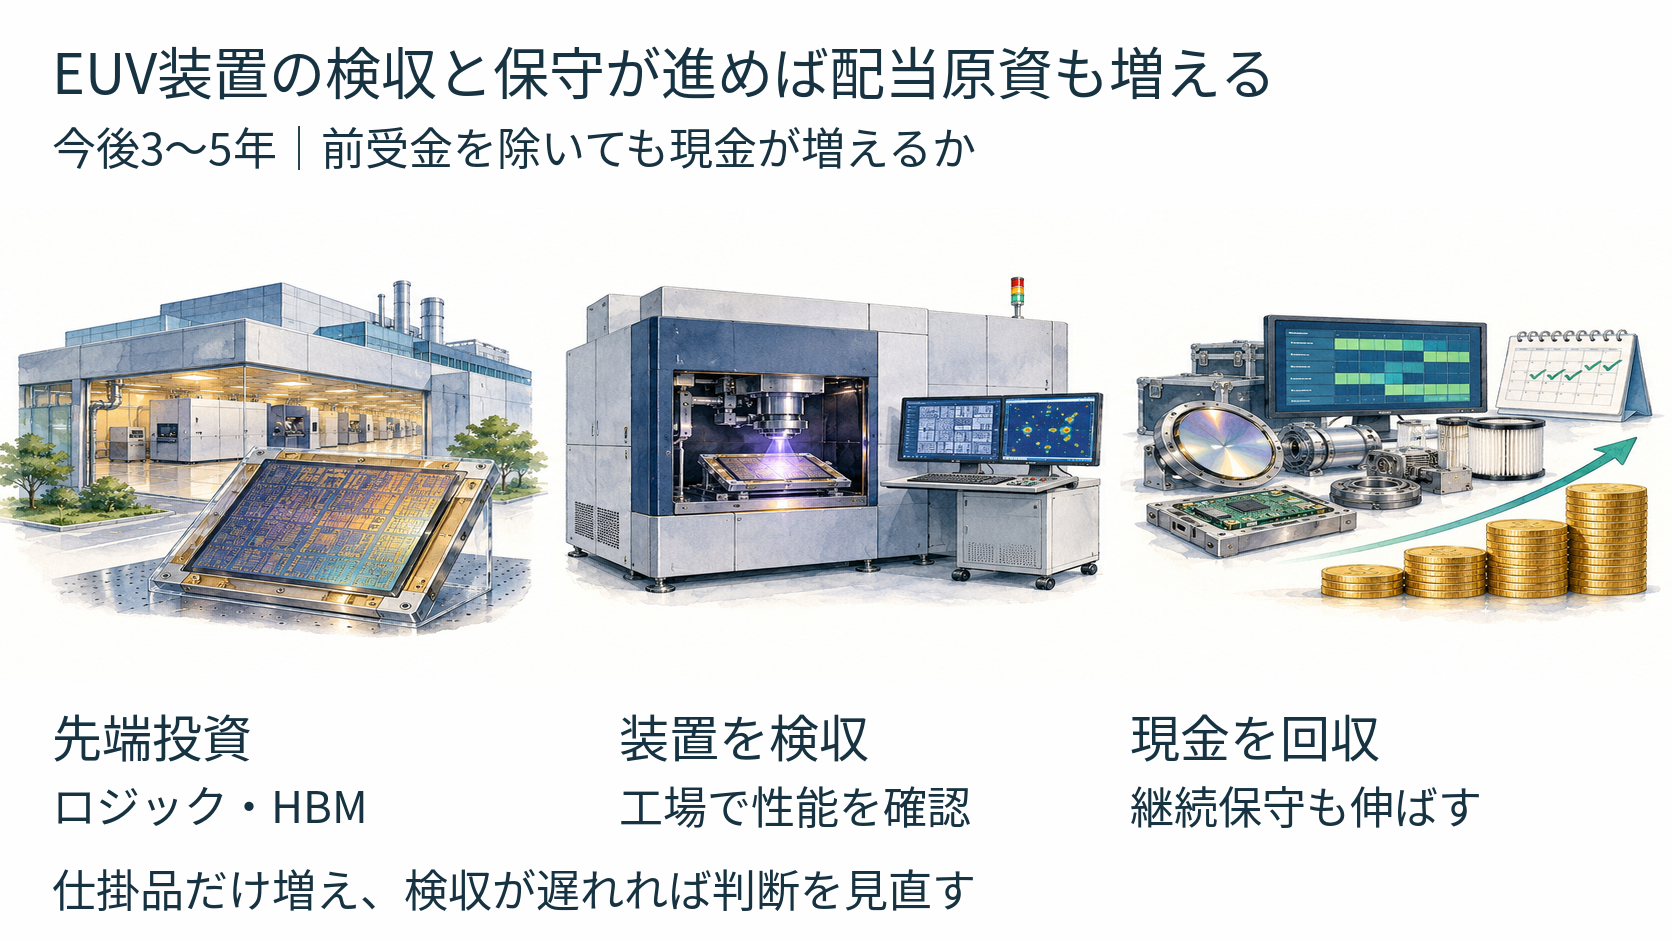 EUV装置の検収と保守が進めば配当原資も増える
今後3〜5年｜前受金を除いても現金が増えるか
先端投資
ロジック・HBM
装置を検収
工場で性能を確認
現金を回収
継続保守も伸ばす
仕掛品だけ増え、検収が遅れれば判断を見直す